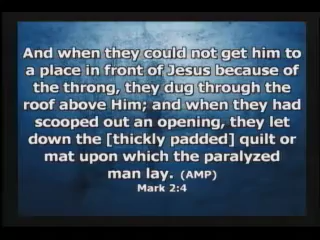 And when they could not get him to
a place in front of Jesus because of
the throng, they dug through the
roof above Him; and when they had
scooped out an opening, they let
down the [thickly padded] quilt or
mat upon which the paralyzed
man lay. (AMP)
Mark 2:4